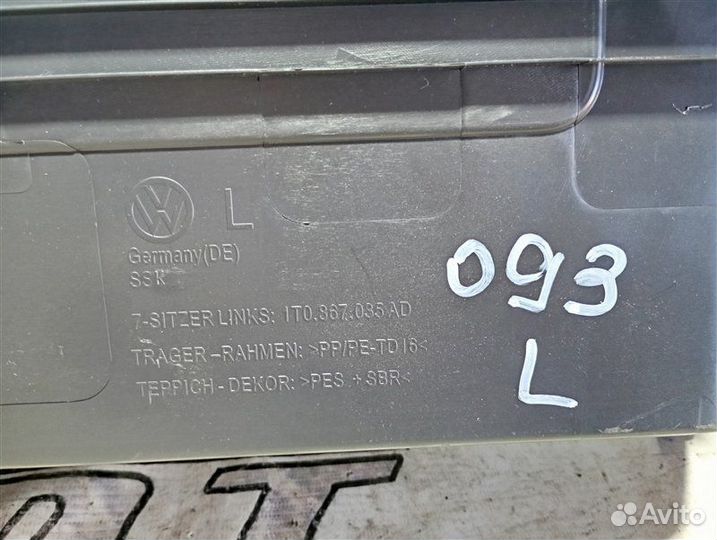 L
Germany(DE)
SSK
7-SITZER LINKS: 1T0.867.035 AD
TRÄGER-RAHMEN: >PP/PE-TD16<
TEPPICH-DEKOR: >PES + SBR<
093
L
Avito